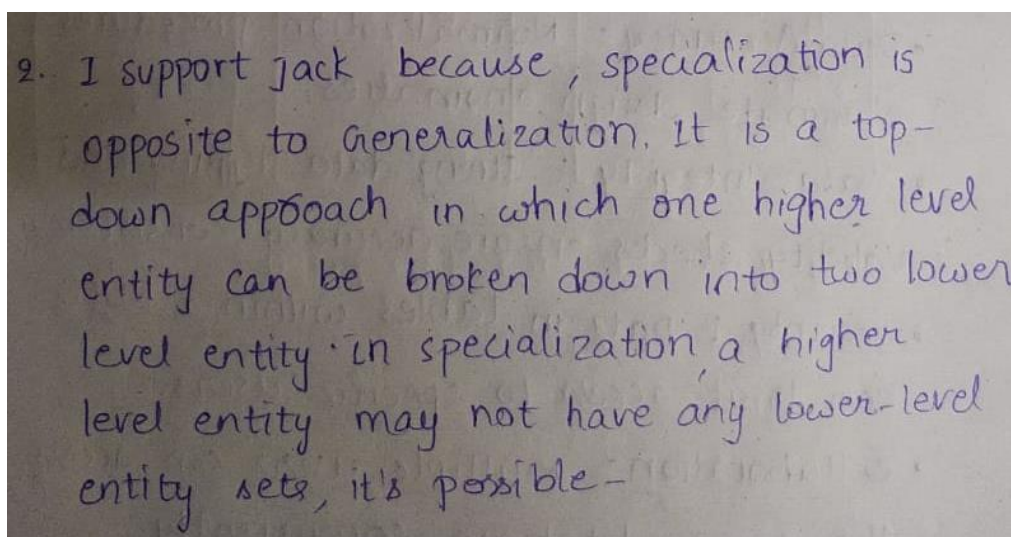 2. I support jack because, specialization is
opposite to Generalization. It is a top-
down approach in which one higher level
entity can be broken down into two lower
level entity. in specialization, a higher
level entity may not have any lower-level
entity sets, it's possible-